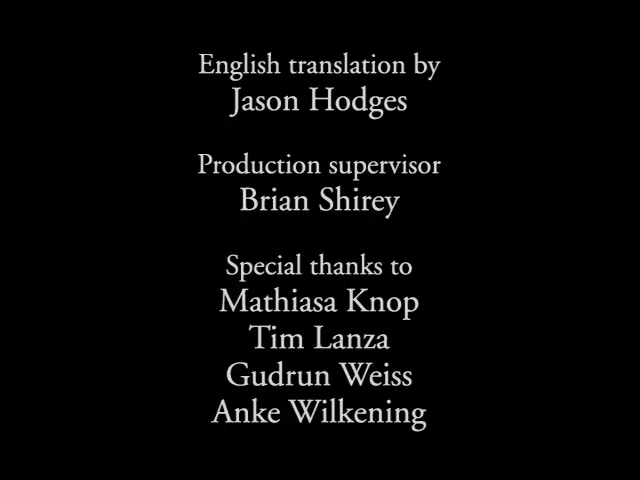 English translation by
Jason Hodges
Production supervisor
Brian Shirey
Special thanks to
Mathiasa Knop
Tim Lanza
Gudrun Weiss
Anke Wilkening